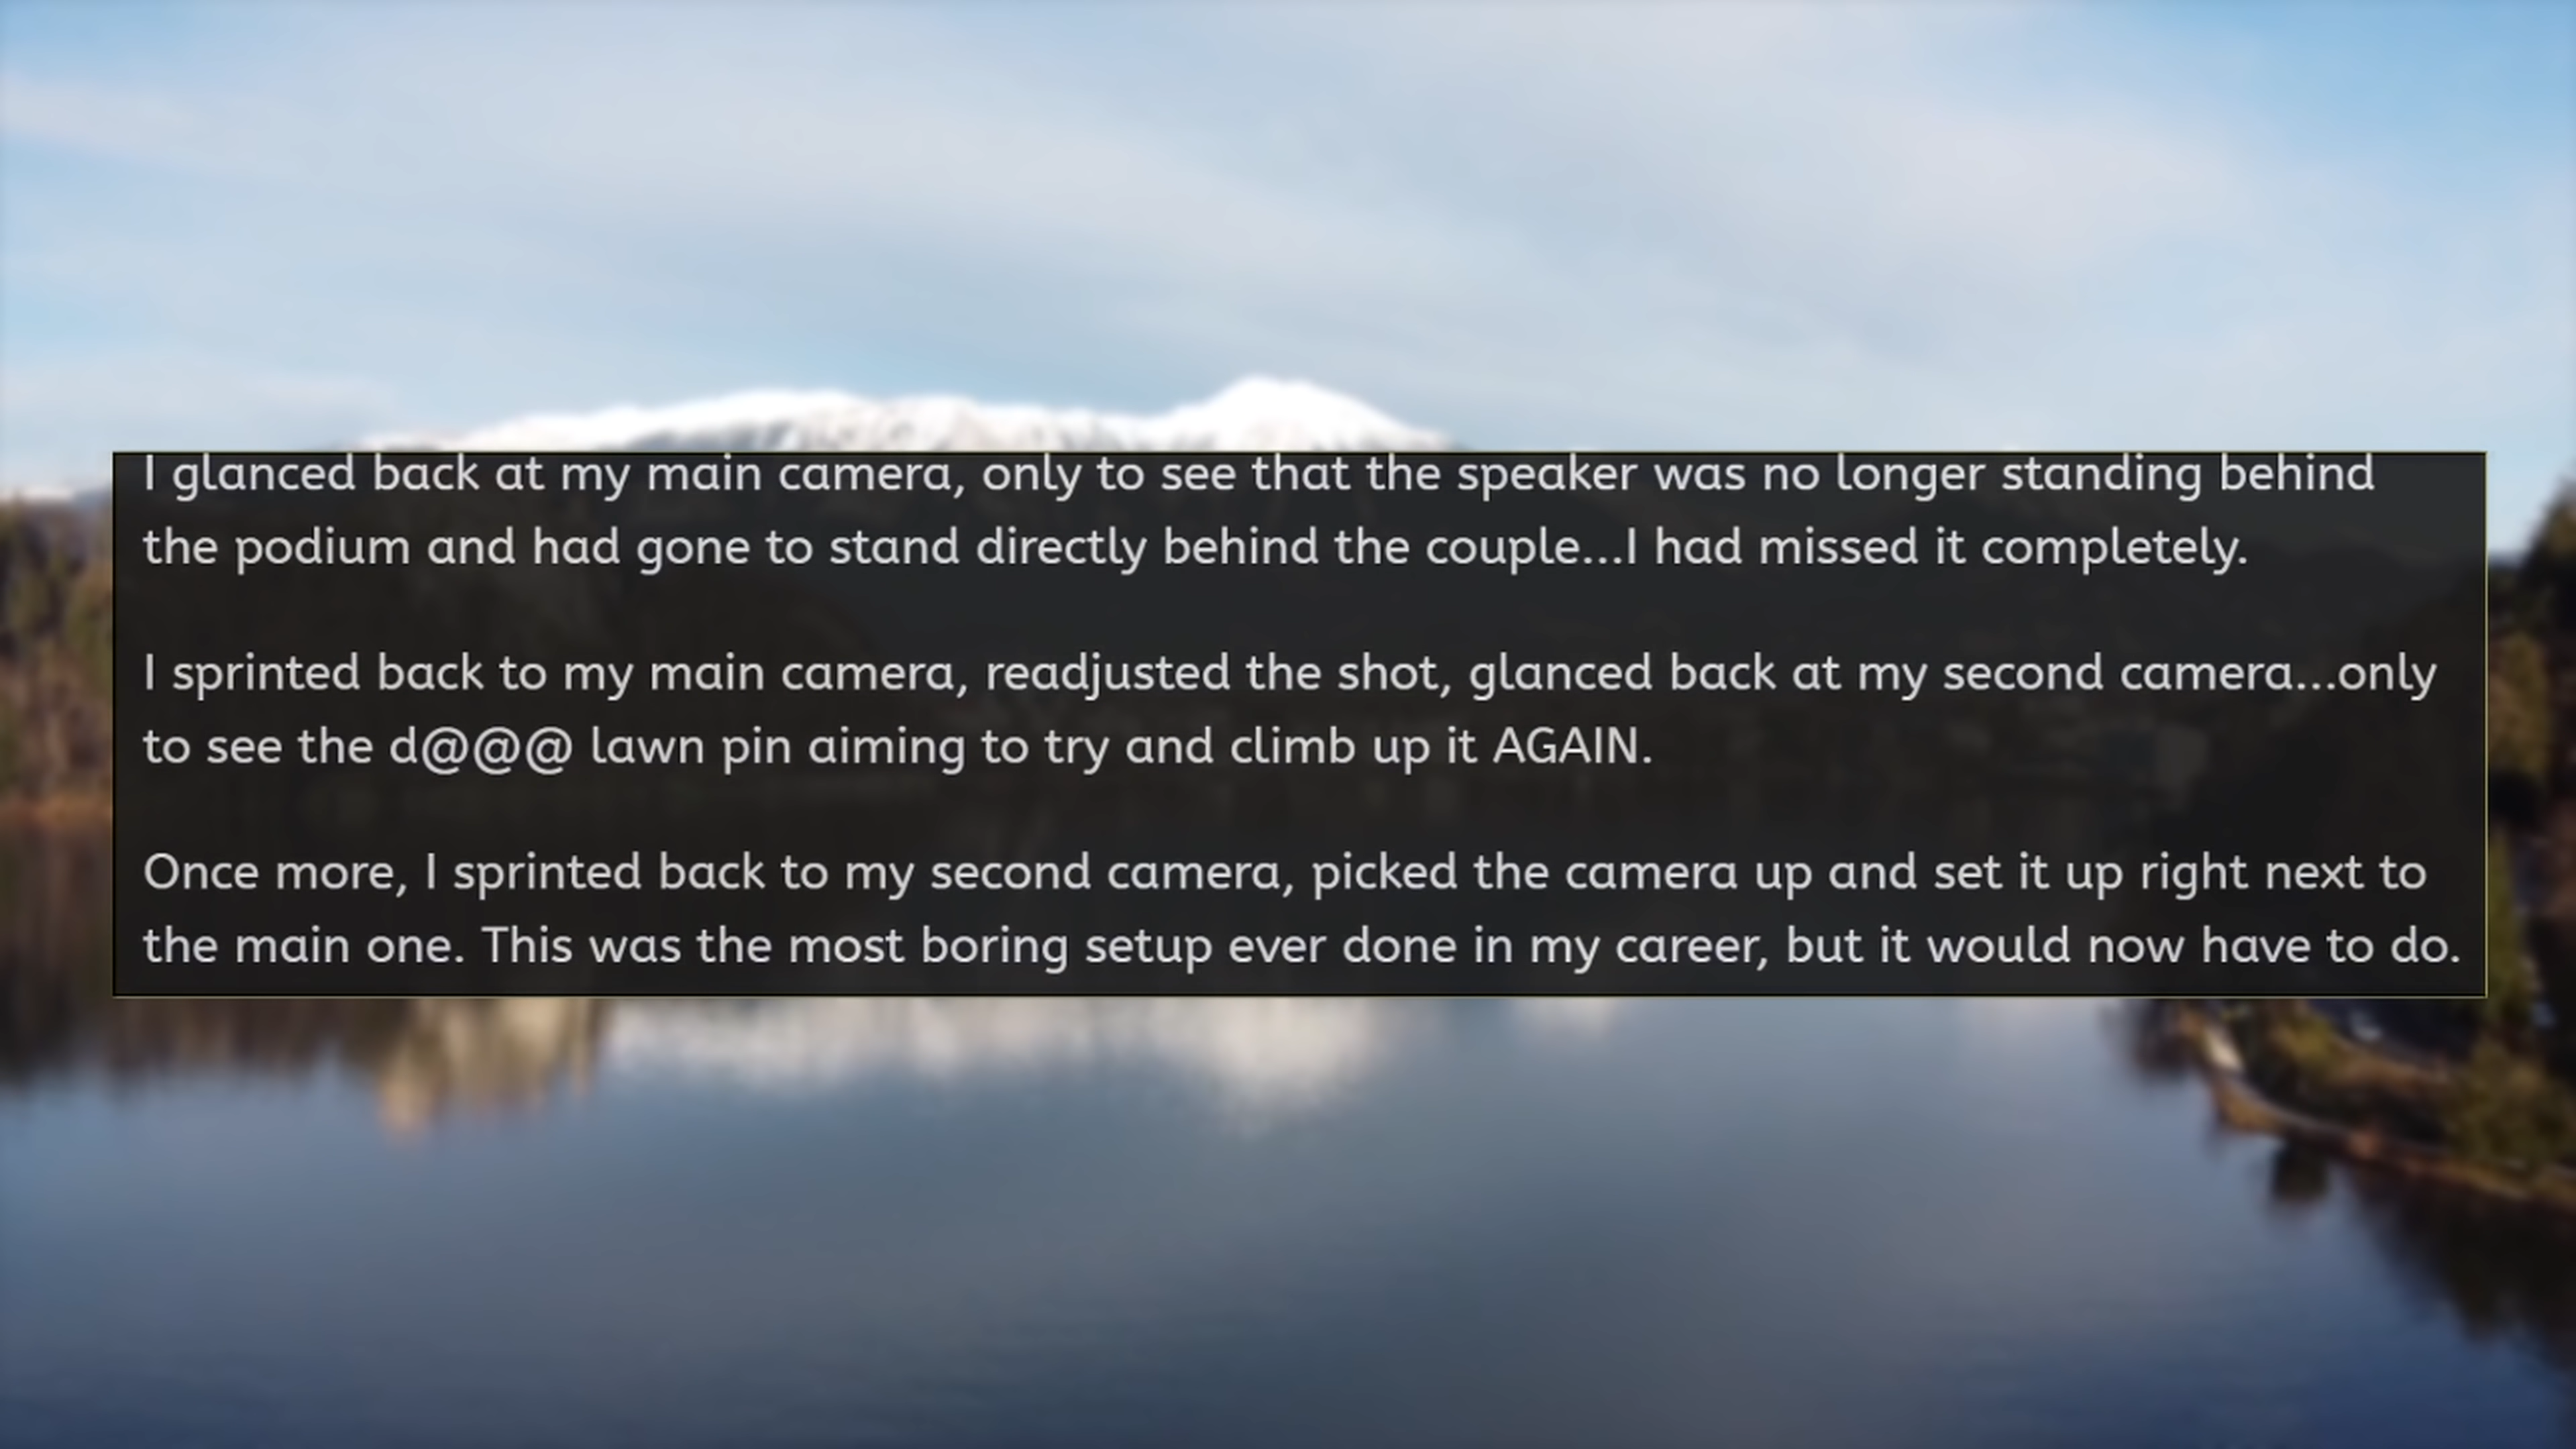 I glanced back at my main camera, only to see that the speaker was no longer standing behind
the podium and had gone to stand directly behind the couple...I had missed it completely.
I sprinted back to my main camera, readjusted the shot, glanced back at my second camera...only
to see the d@@@ lawn pin aiming to try and climb up it AGAIN.
Once more, I sprinted back to my second camera, picked the camera up and set it up right next to
the main one. This was the most boring setup ever done in my career, but it would now have to do.